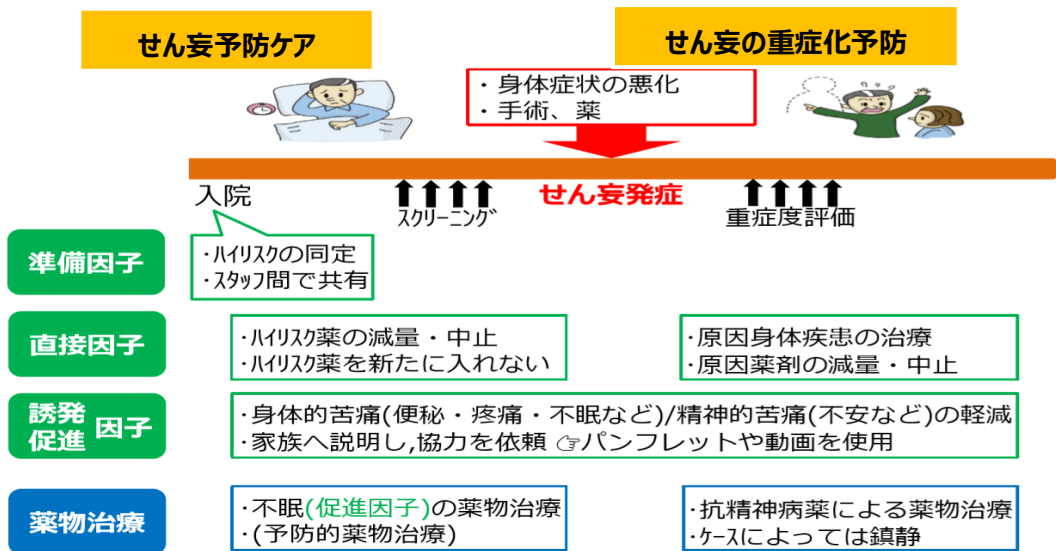 せん妄予防ケア
せん妄の重症化予防
・身体症状の悪化
・手術、薬
入院
スクリーニング
せん妄発症
重症度評価
準備因子
・ハイリスクの同定
・スタッフ間で共有
直接因子
・ハイリスク薬の減量・中止
・ハイリスク薬を新たに入れない
・原因身体疾患の治療
・原因薬剤の減量・中止
誘発
促進
因子
・身体的苦痛(便秘・疼痛・不眠など)/精神的苦痛(不安など)の軽減
・家族へ説明し,協力を依頼 ☞パンフレットや動画を使用
薬物治療
・不眠(促進因子)の薬物治療
・(予防的薬物治療)
・抗精神病薬による薬物治療
・ケースによっては鎮静